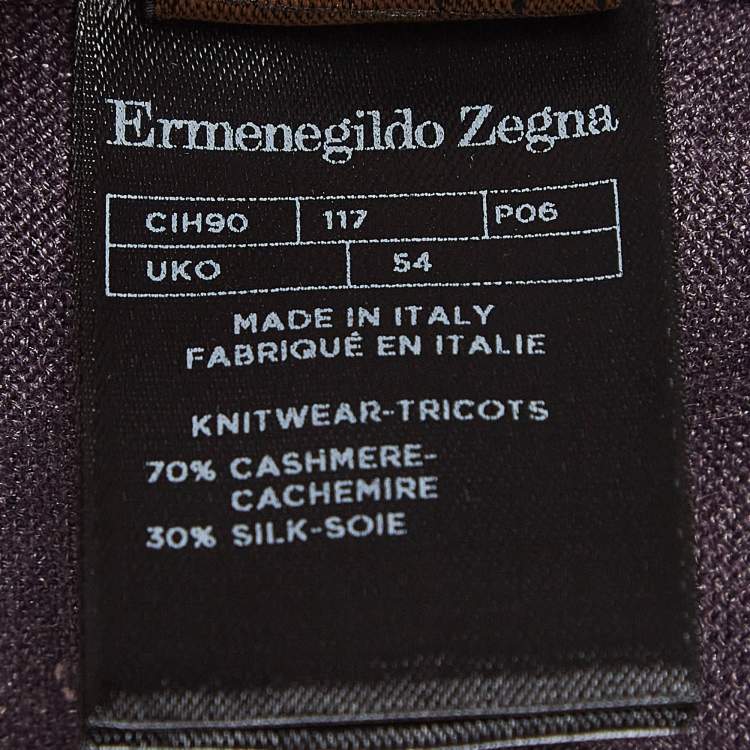 Ermenegildo Zegna
CIH90 117 P06
UKO 54
MADE IN ITALY
FABRIQUÉ EN ITALIE
KNITWEAR-TRICOTS
70% CASHMERE-
CACHEMIRE
30% SILK-SOIE